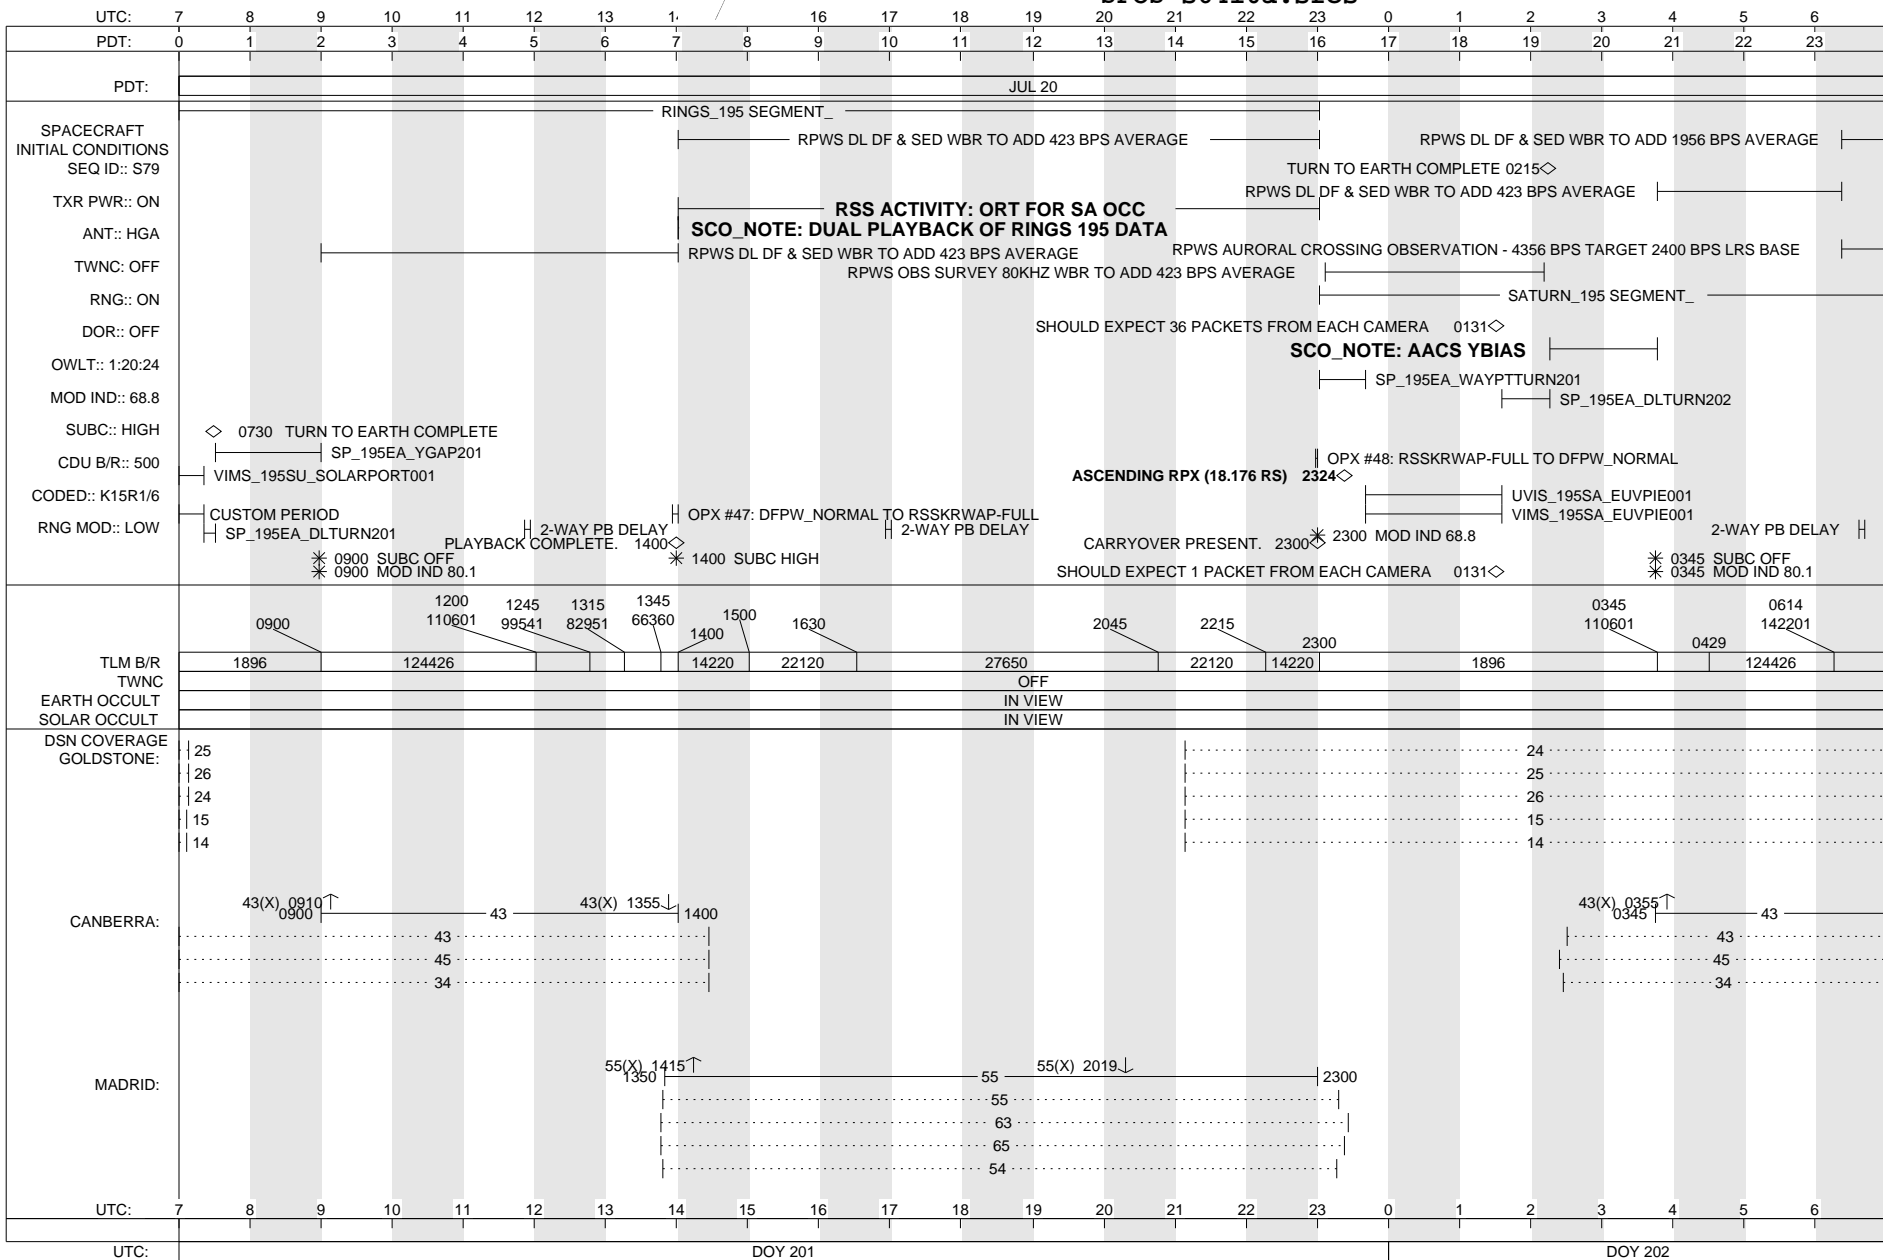 UTC: 7 8 9 10 11 12 13 16 17 18 19 20 21 22 23 0 1 2 3 4 5 6
PDT: 0 1 2 3 4 5 6 7 8 9 10 11 12 13 14 15 16 17 18 19 20 21 22 23
PDT: JUL 20
RINGS_195 SEGMENT_
SPACECRAFT
INITIAL CONDITIONS
RPWS DL DF & SED WBR TO ADD 423 BPS AVERAGE
RPWS DL DF & SED WBR TO ADD 1956 BPS AVERAGE
SEQ ID:: S79
TURN TO EARTH COMPLETE 0215
RPWS DL DF & SED WBR TO ADD 423 BPS AVERAGE
TXR PWR:: ON
RSS ACTIVITY: ORT FOR SA OCC
ANT:: HGA
SCO_NOTE: DUAL PLAYBACK OF RINGS 195 DATA
RPWS DL DF & SED WBR TO ADD 423 BPS AVERAGE
RPWS AURORAL CROSSING OBSERVATION - 4356 BPS TARGET 2400 BPS LRS BASE
TWNC: OFF
RPWS OBS SURVEY 80KHZ WBR TO ADD 423 BPS AVERAGE
RNG:: ON
SATURN_195 SEGMENT_
DOR:: OFF
SHOULD EXPECT 36 PACKETS FROM EACH CAMERA 0131
SCO_NOTE: AACS YBIAS
OWLT:: 1:20:24
SP_195EA_WAYPTTURN201
MOD IND:: 68.8
SP_195EA_DLTURN202
SUBC:: HIGH
0730 TURN TO EARTH COMPLETE
SP_195EA_YGAP201
CDU B/R:: 500
OPX #48: RSSKRWAP-FULL TO DFPW_NORMAL
VIMS_195SU_SOLARPORT001
ASCENDING RPX (18.176 RS) 2324
CODED:: K15R1/6
UVIS_195SA_EUVPIE001
CUSTOM PERIOD
OPX #47: DFPW_NORMAL TO RSSKRWAP-FULL
VIMS_195SA_EUVPIE001
RNG MOD:: LOW
SP_195EA_DLTURN201
2-WAY PB DELAY
2-WAY PB DELAY
2300 MOD IND 68.8
2-WAY PB DELAY
PLAYBACK COMPLETE. 1400
CARRYOVER PRESENT. 2300
0900 SUBC OFF
1400 SUBC HIGH
0345 SUBC OFF
0900 MOD IND 80.1
SHOULD EXPECT 1 PACKET FROM EACH CAMERA 0131
0345 MOD IND 80.1
1200 1245 1315 1345 0345 0614
0900 110601 99541 82951 66360 1400 1500 1630 2045 2215 2300 110601 0429 142201
TLM B/R 1896 124426 14220 22120 27650 22120 14220 1896 124426
TWNC OFF
EARTH OCCULT IN VIEW
SOLAR OCCULT IN VIEW
DSN COVERAGE
GOLDSTONE:
25 24
26 25
24 26
15 15
14 14
43(X) 0910 43(X) 1355 43(X) 0355
CANBERRA: 0900 43 1400 0345 43
43 43
45 45
34 34
55(X) 1415 55(X) 2019
MADRID: 1350 55 2300
55
63
65
54
UTC: 7 8 9 10 11 12 13 14 15 16 17 18 19 20 21 22 23 0 1 2 3 4 5 6
UTC: DOY 201 DOY 202